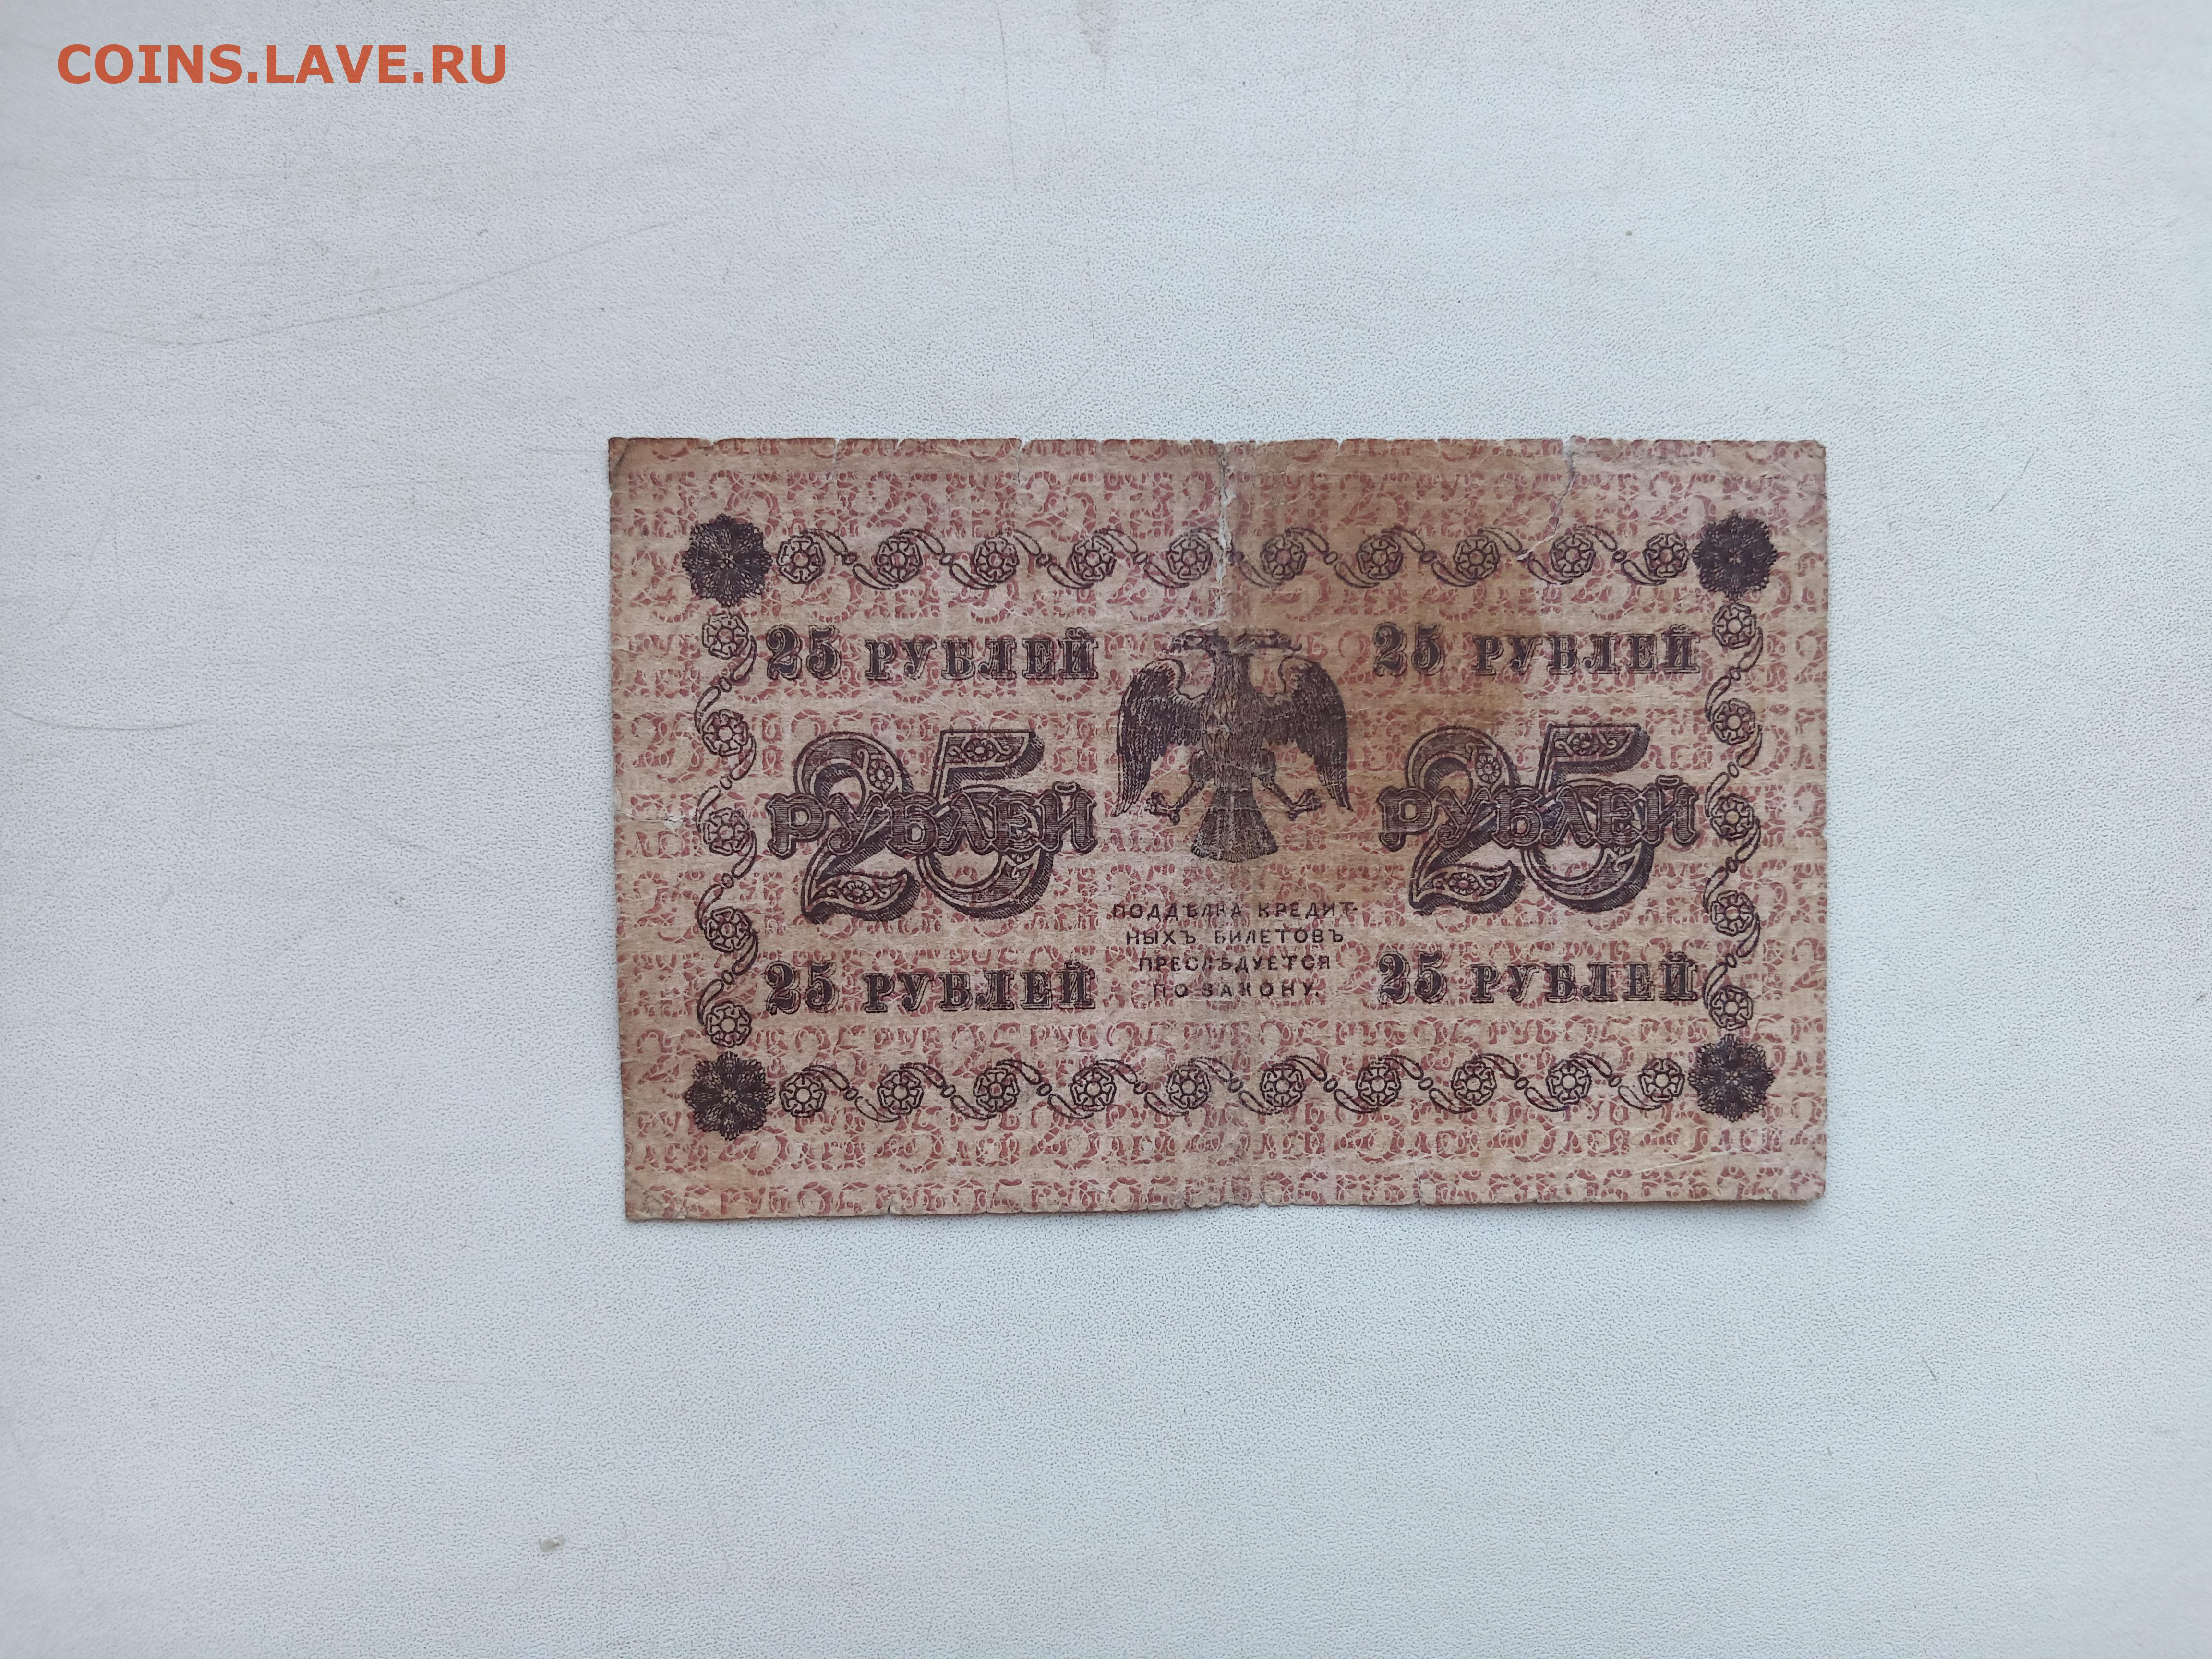 COINS.LAVE.RU
25 РУБЛЕЙ
25 РУБЛЕЙ
25 РУБЛЕЙ
25 РУБЛЕЙ
ПОДДѢЛКА КРЕДИТ-
НЫХЪ БИЛЕТОВЪ
ПРЕСЛѢДУЕТСЯ
ПО ЗАКОНУ.
25 РУБЛЕЙ
25 РУБЛЕЙ